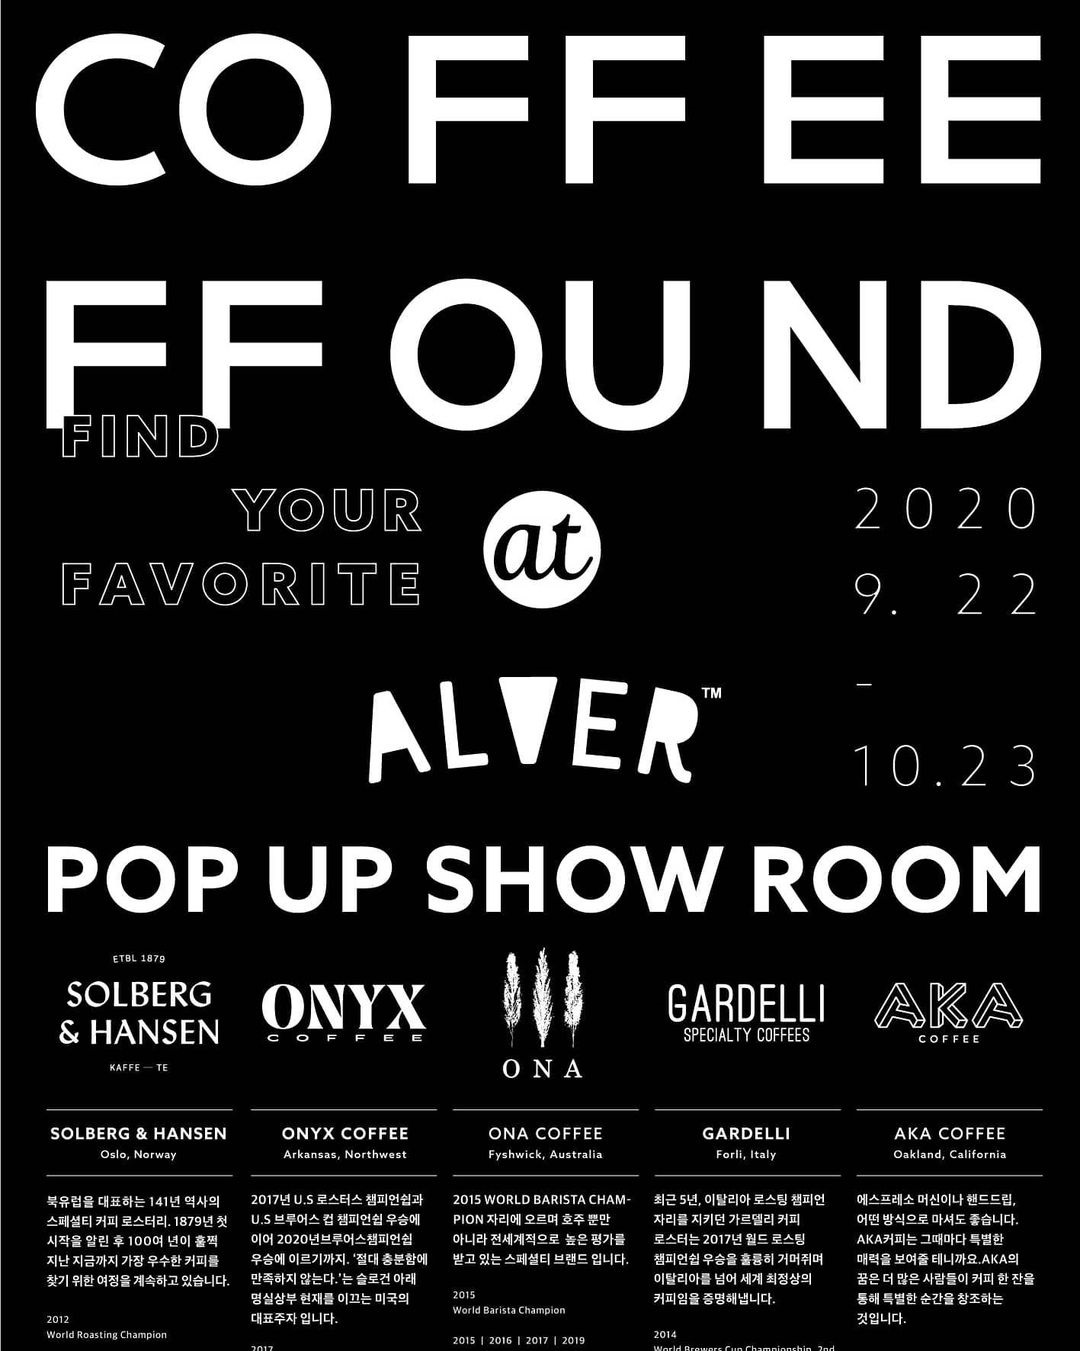 CO FF EE
FF OU ND
FIND
YOUR
FAVORITE
at
2020
9. 22
–
10.23
ALVER™
POP UP SHOW ROOM
ETBL 1879
SOLBERG
& HANSEN
KAFFE — TE
ONYX
COFFEE
ONA
GARDELLI
SPECIALTY COFFEES
AKA
COFFEE
SOLBERG & HANSEN
Oslo, Norway
북유럽을 대표하는 141년 역사의
스페셜티 커피 로스터리. 1879년 첫
시작을 알린 후 100여 년이 훌쩍
지난 지금까지 가장 우수한 커피를
찾기 위한 여정을 계속하고 있습니다.
2012
World Roasting Champion
ONYX COFFEE
Arkansas, Northwest
2017년 U.S 로스터스 챔피언쉽과
U.S 브루어스 컵 챔피언쉽 우승에
이어 2020년브루어스챔피언쉽
우승에 이르기까지. '절대 충분함에
만족하지 않는다.'는 슬로건 아래
명실상부 현재를 이끄는 미국의
대표주자 입니다.
2017
ONA COFFEE
Fyshwick, Australia
2015 WORLD BARISTA CHAM-
PION 자리에 오르며 호주 뿐만
아니라 전세계적으로 높은 평가를
받고 있는 스페셜티 브랜드 입니다.
2015
World Barista Champion
2015 | 2016 | 2017 | 2019
GARDELLI
Forli, Italy
최근 5년, 이탈리아 로스팅 챔피언
자리를 지키던 가르델리 커피
로스터는 2017년 월드 로스팅
챔피언쉽 우승을 훌륭히 거머쥐며
이탈리아를 넘어 세계 최정상의
커피임을 증명해냅니다.
2014
World Brewers Cup Championship, 2nd
AKA COFFEE
Oakland, California
에스프레소 머신이나 핸드드립,
어떤 방식으로 마셔도 좋습니다.
AKA커피는 그때마다 특별한
매력을 보여줄 테니까요.AKA의
꿈은 더 많은 사람들이 커피 한 잔을
통해 특별한 순간을 창조하는
것입니다.